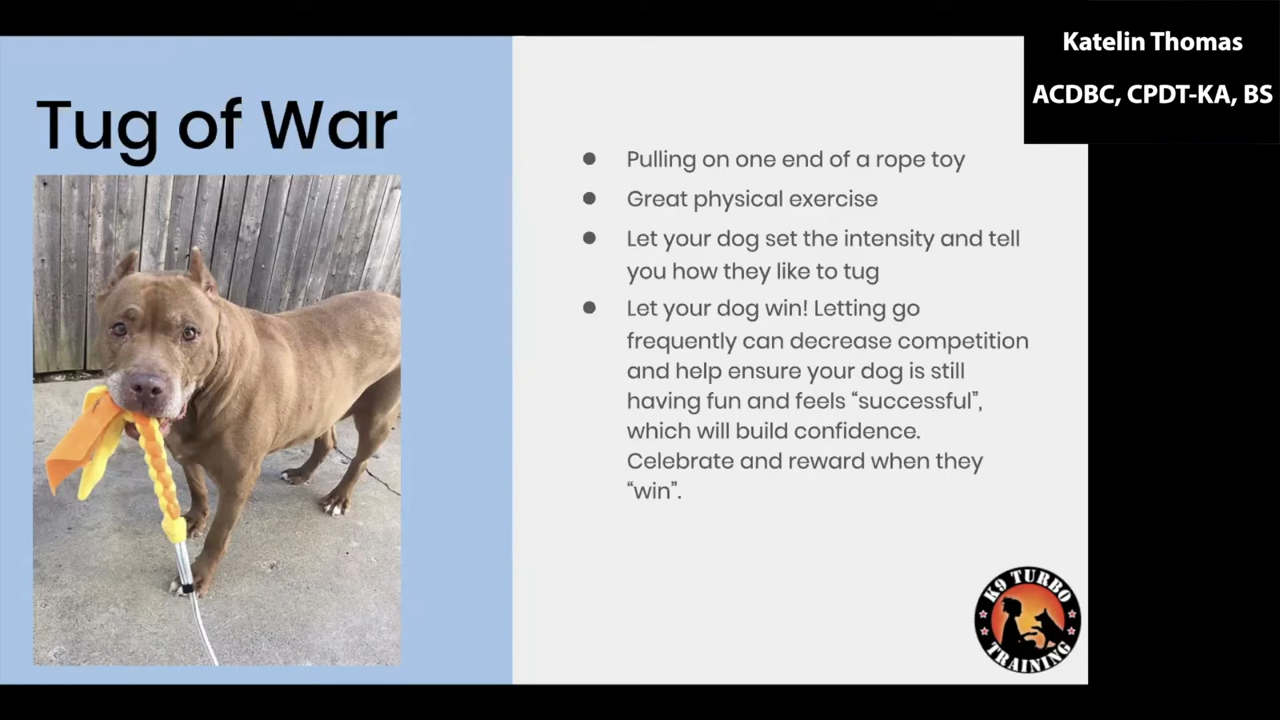 Katelin Thomas
ACDBC, CPDT-KA, BS
Tug of War
● Pulling on one end of a rope toy
● Great physical exercise
● Let your dog set the intensity and tell
you how they like to tug
● Let your dog win! Letting go
frequently can decrease competition
and help ensure your dog is still
having fun and feels “successful”,
which will build confidence.
Celebrate and reward when they
“win”.
K9 TURBO
TRAINING